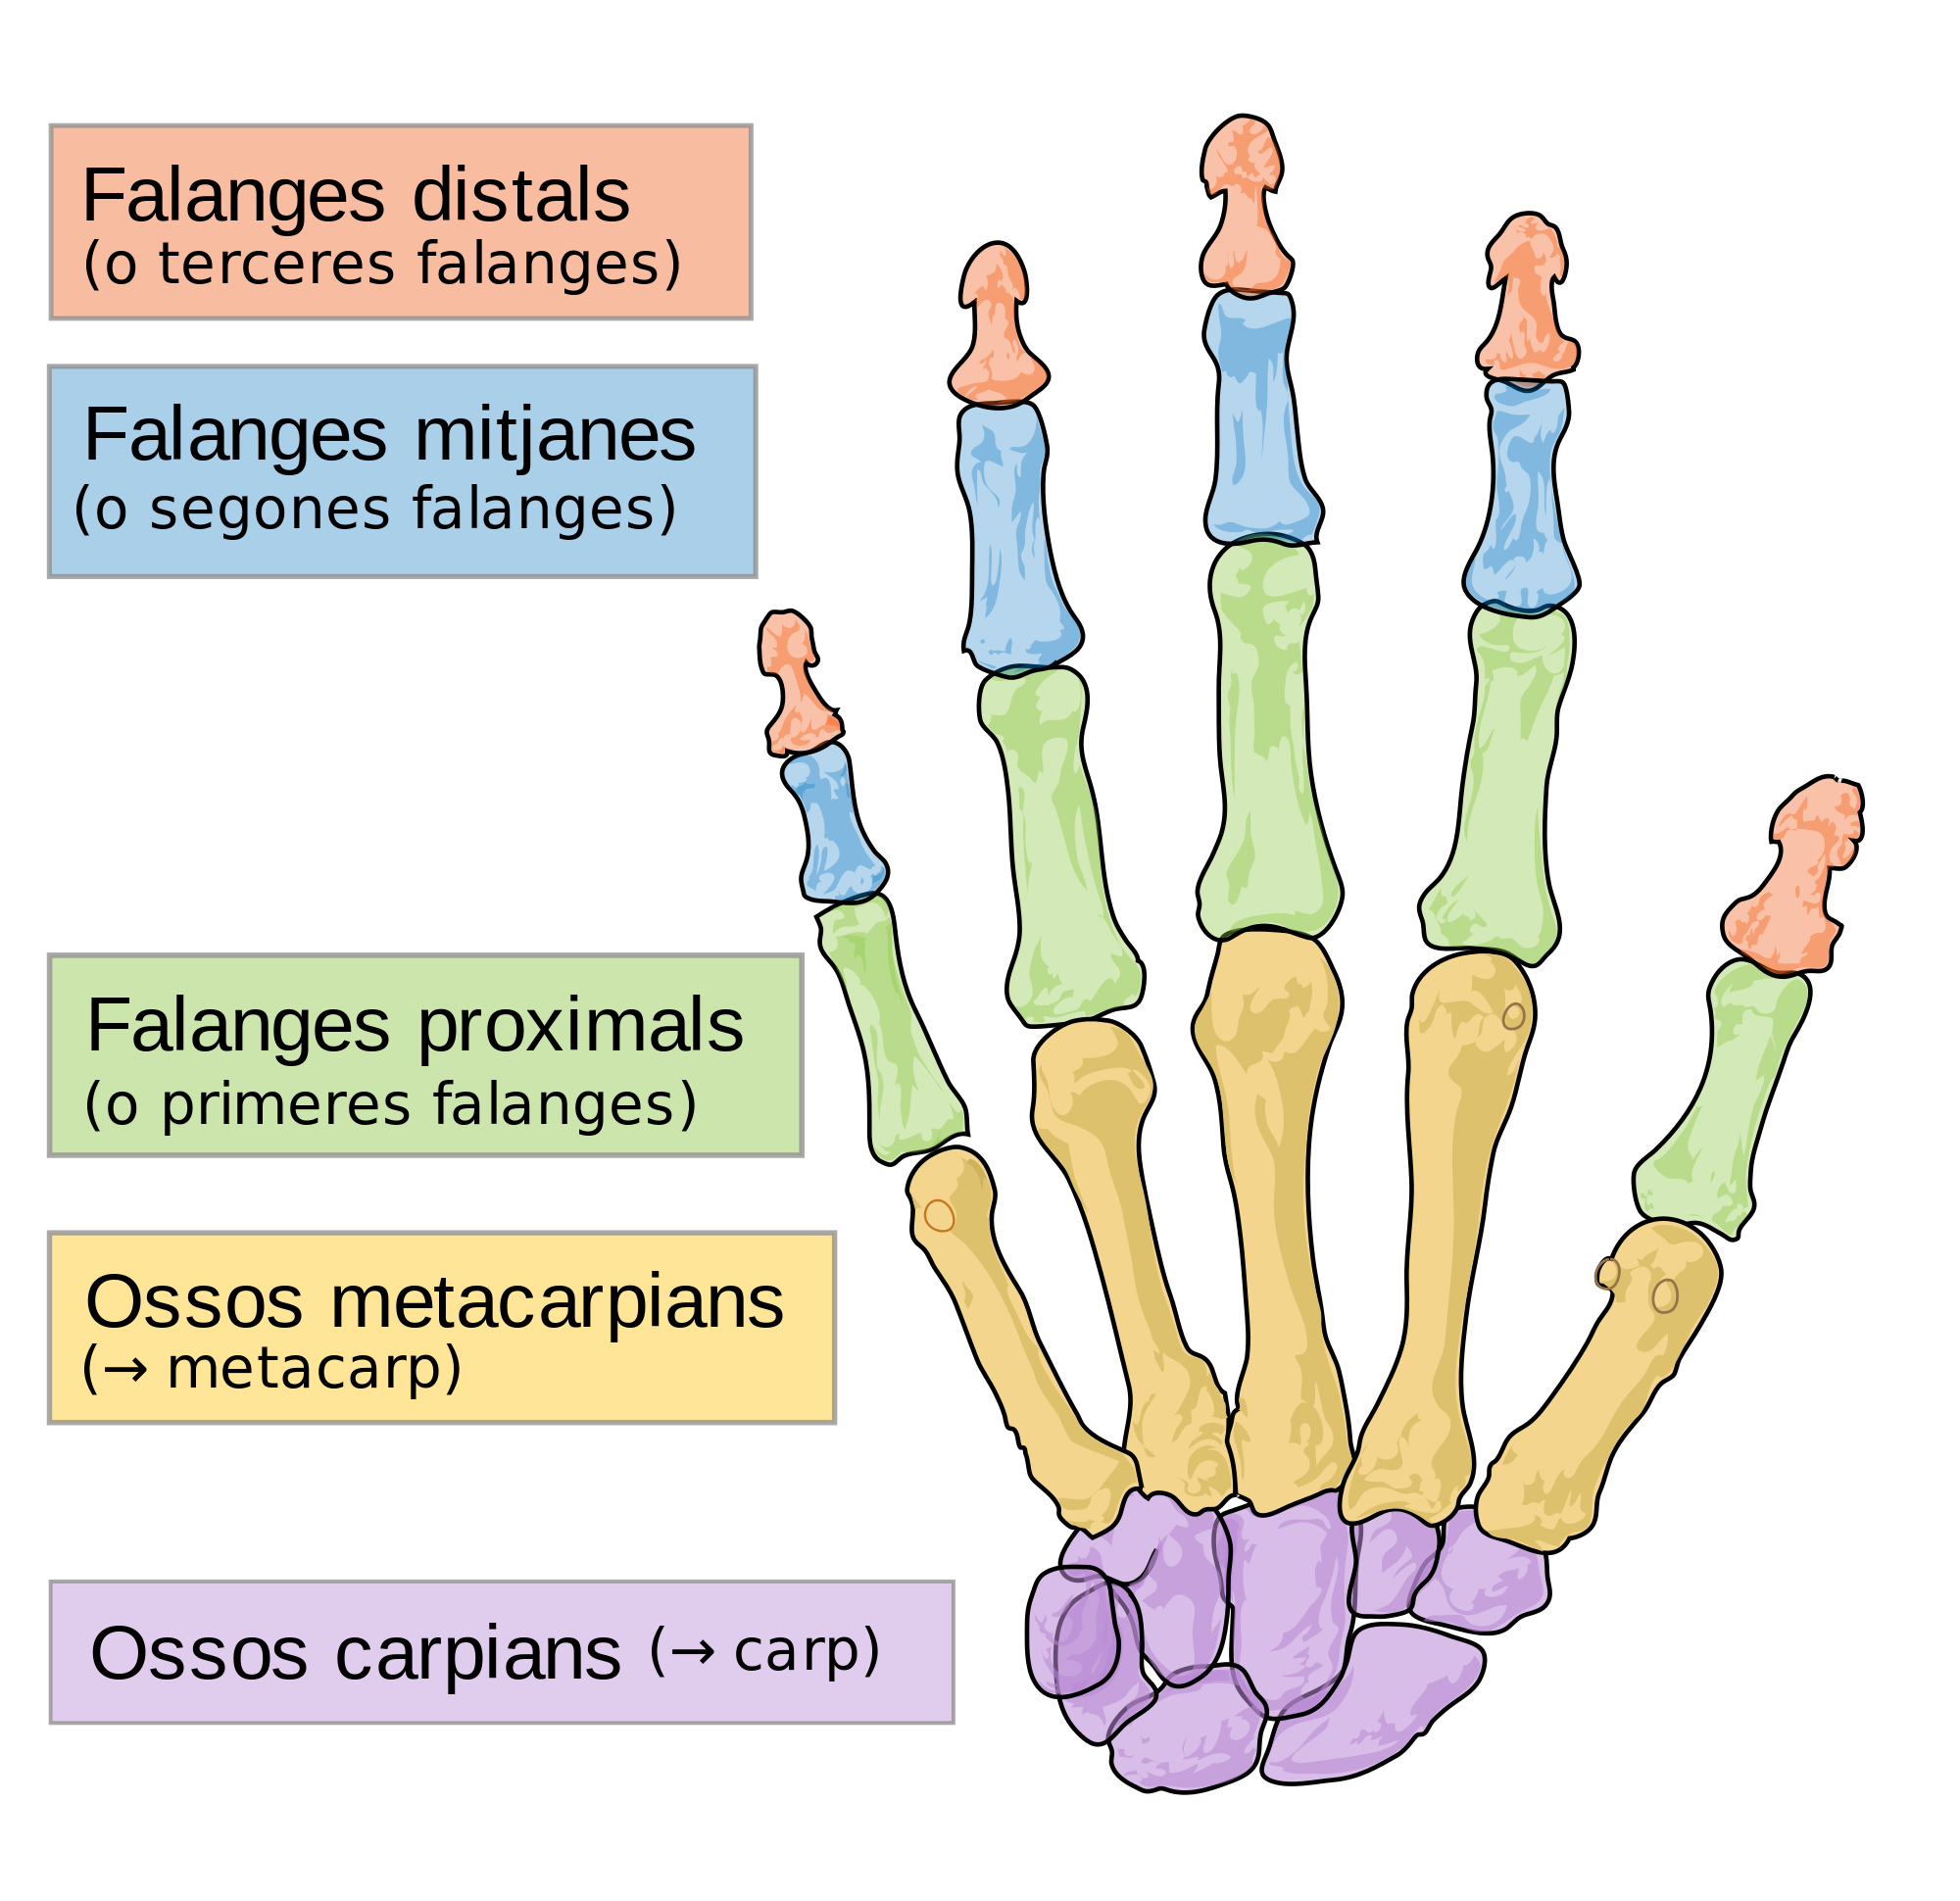 Falanges distals
(o terceres falanges)
Falanges mitjanes
(o segones falanges)
Falanges proximals
(o primeres falanges)
Ossos metacarpians
(→ metacarp)
Ossos carpians (→ carp)